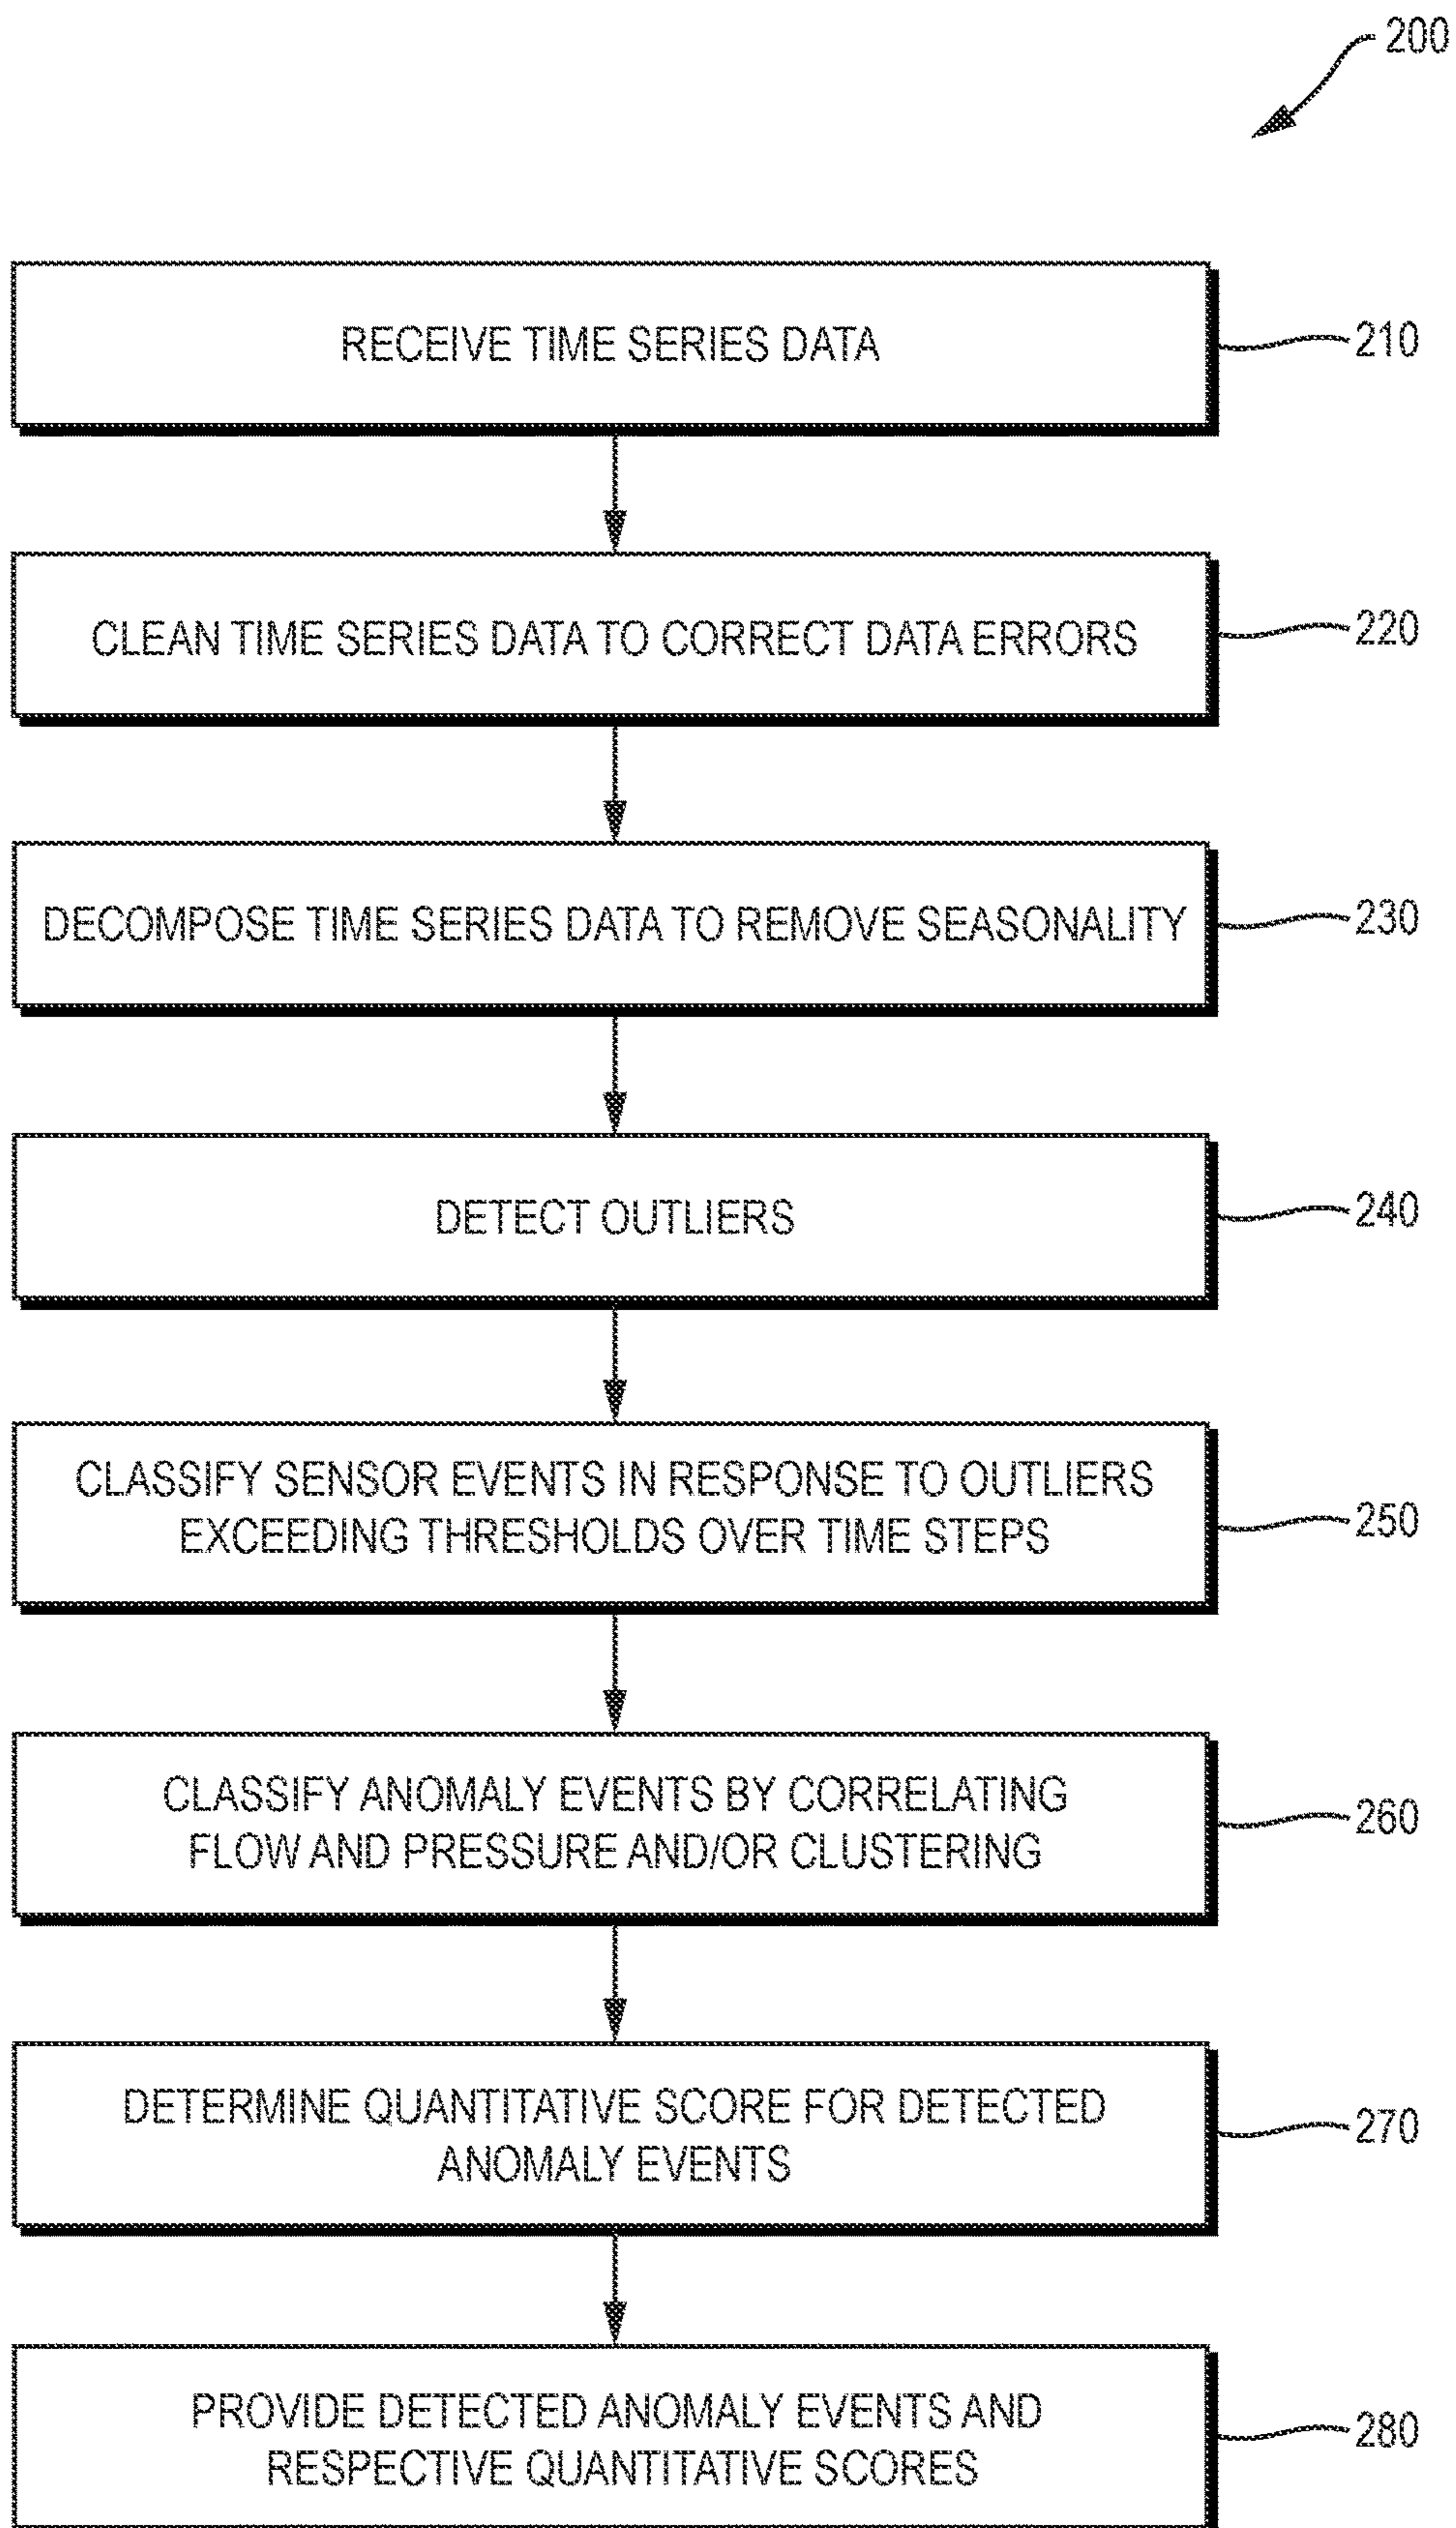 200
RECEIVE TIME SERIES DATA
210
CLEAN TIME SERIES DATA TO CORRECT DATA ERRORS
220
DECOMPOSE TIME SERIES DATA TO REMOVE SEASONALITY
230
DETECT OUTLIERS
240
CLASSIFY SENSOR EVENTS IN RESPONSE TO OUTLIERS
EXCEEDING THRESHOLDS OVER TIME STEPS
250
CLASSIFY ANOMALY EVENTS BY CORRELATING
FLOW AND PRESSURE AND/OR CLUSTERING
260
DETERMINE QUANTITATIVE SCORE FOR DETECTED
ANOMALY EVENTS
270
PROVIDE DETECTED ANOMALY EVENTS AND
RESPECTIVE QUANTITATIVE SCORES
280